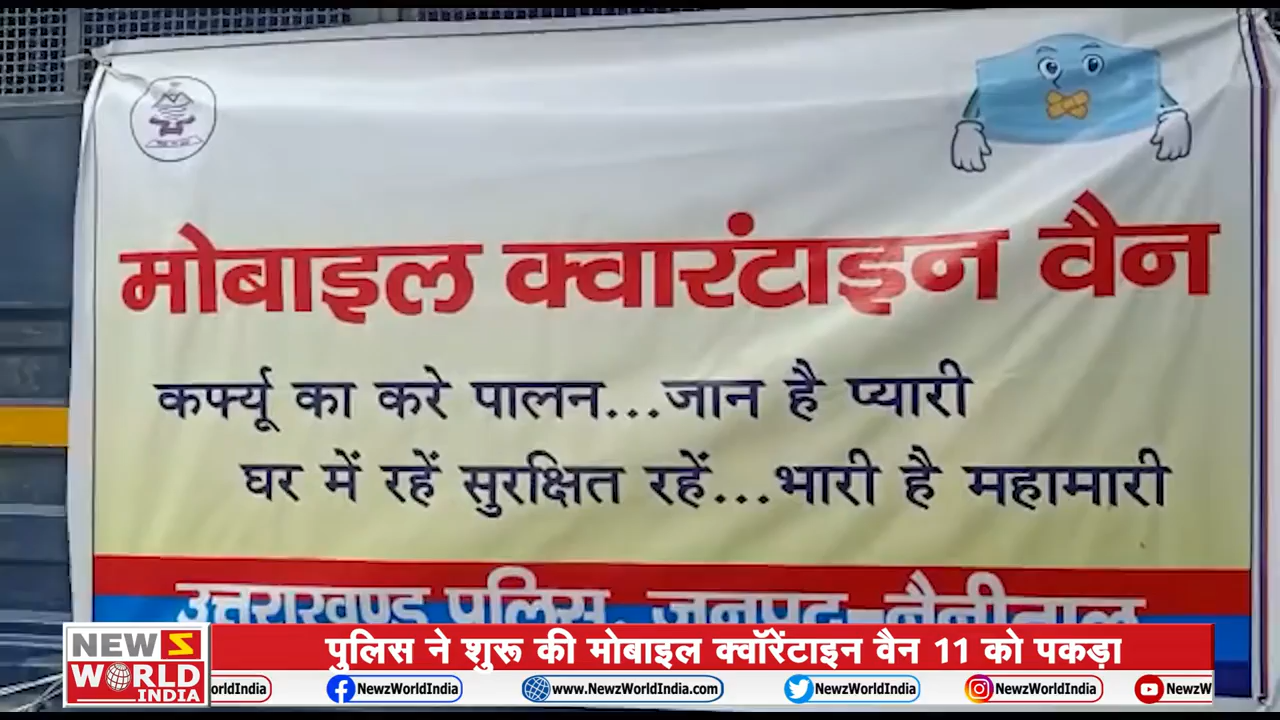 मोबाइल क्वारंटाइन वैन
कर्फ्यू का करे पालन...जान है प्यारी
घर में रहें सुरक्षित रहें...भारी है महामारी
उत्तराखण्ड पुलिस, जनपद-नैनीताल
NEWS
WORLD
INDIA
पुलिस ने शुरू की मोबाइल क्वॉरेंटाइन वैन 11 को पकड़ा
orldIndia NewzWorldIndia www.NewzWorldIndia.com NewzWorldIndia NewzWorldIndia NewzW